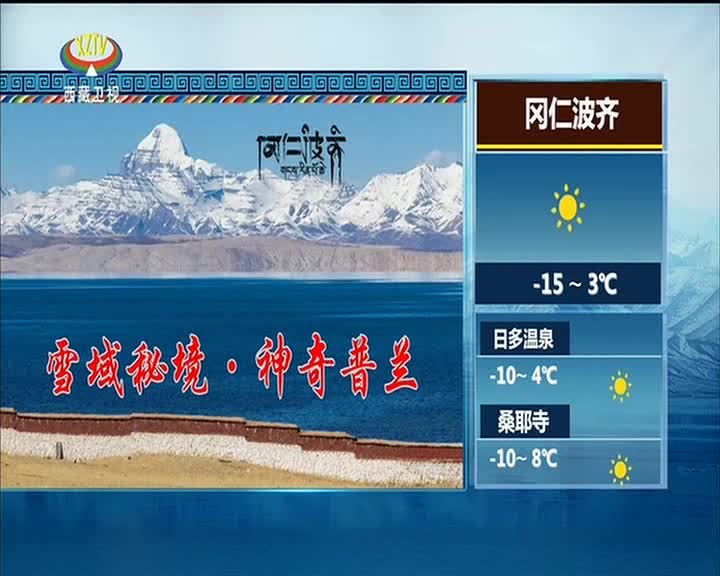 XZTV
西藏卫视
冈仁波齐
གངས་རིན་པོ་ཆེ
雪域秘境·神奇普兰
冈仁波齐
-15 ~ 3℃
日多温泉
-10~ 4℃
桑耶寺
-10~ 8℃